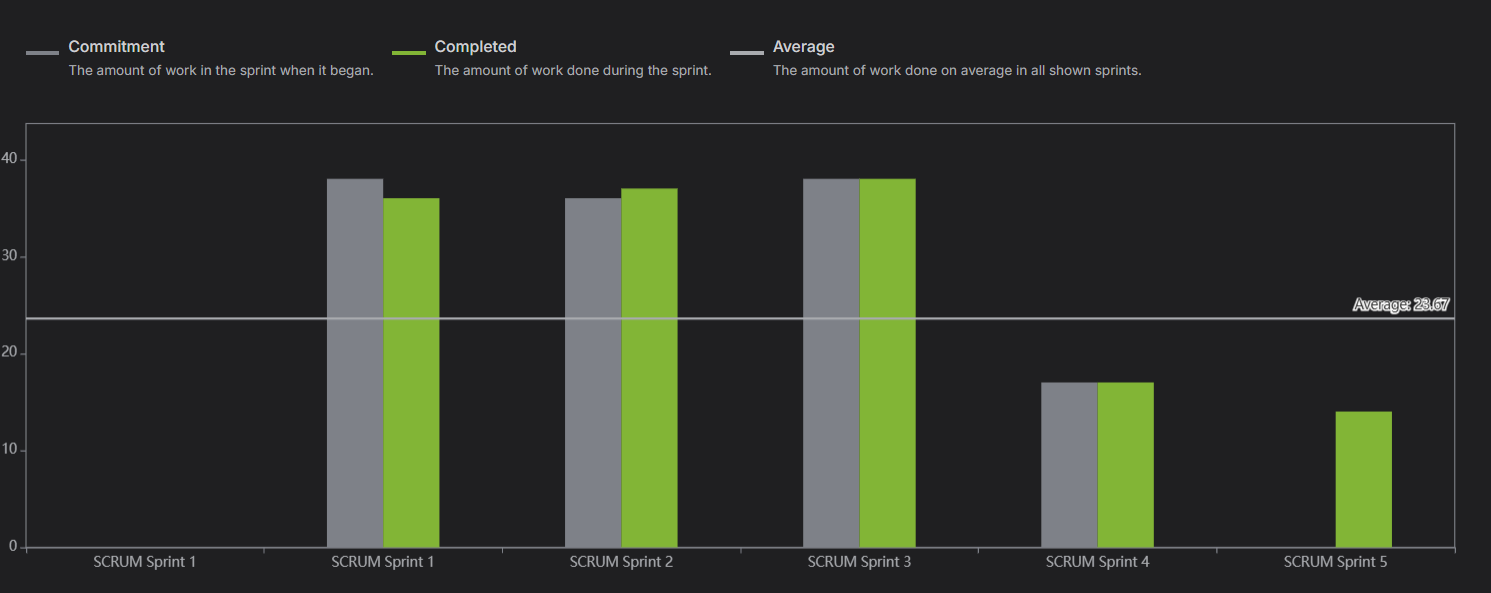 Commitment
The amount of work in the sprint when it began.
Completed
The amount of work done during the sprint.
Average
The amount of work done on average in all shown sprints.
40
30
Average: 23.67
20
10
0
SCRUM Sprint 1
SCRUM Sprint 1
SCRUM Sprint 2
SCRUM Sprint 3
SCRUM Sprint 4
SCRUM Sprint 5